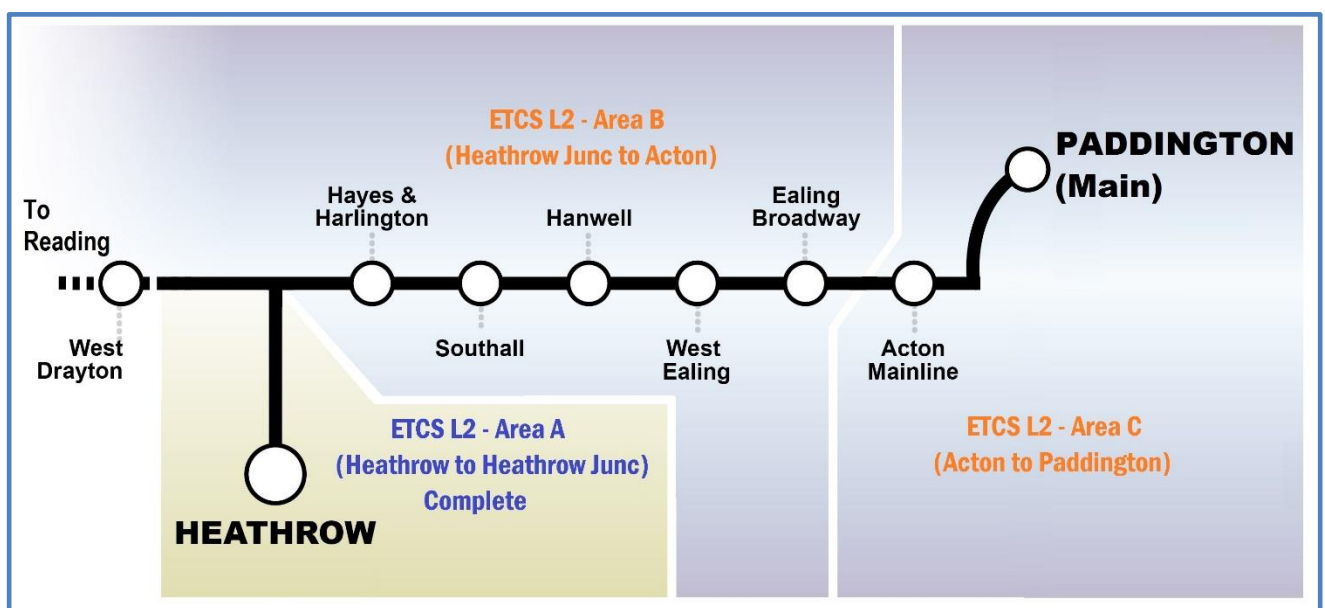 ETCS L2 - Area B
(Heathrow Junc to Acton)
PADDINGTON
(Main)
To
Reading
Hayes &
Harlington
Hanwell
Ealing
Broadway
West
Drayton
Southall
West
Ealing
Acton
Mainline
HEATHROW
ETCS L2 - Area A
(Heathrow to Heathrow Junc)
Complete
ETCS L2 - Area C
(Acton to Paddington)